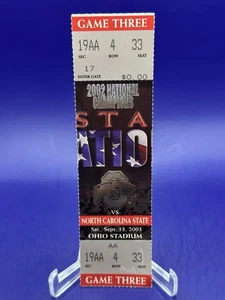 GAME THREE
19AA 4 33
SEC. ROW SEAT
17
ENTER GATE $0.00
2002 NATIONAL
CHAMPIONS
STA
ATIO
VS
NORTH CAROLINA STATE
Sat., Sept. 13, 2003
OHIO STADIUM
AA
19AA 4 33
SEC. ROW SEAT
GAME THREE